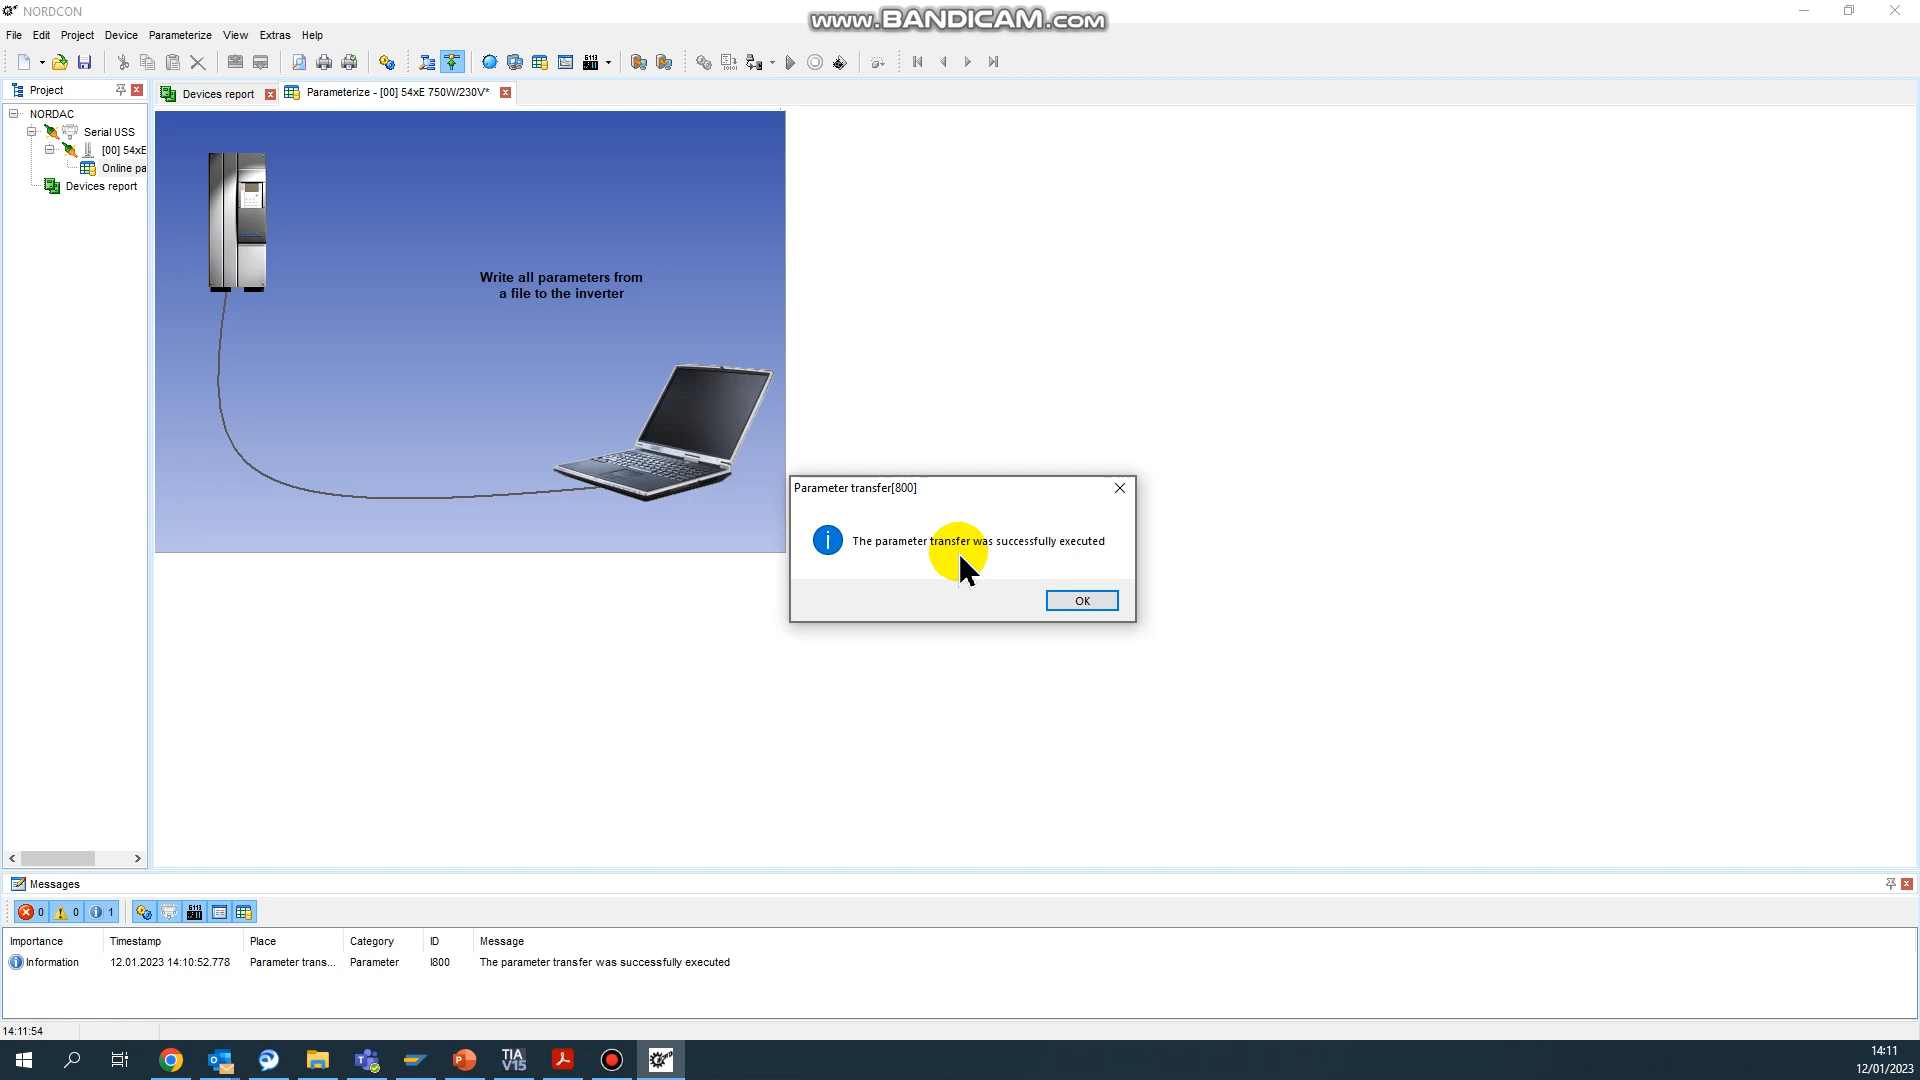 NORDCON
www.BANDICAM.com
File Edit Project Device Parameterize View Extras Help
Project
Devices report
Parameterize - [00] 54xE 750W/230V*
NORDAC
Serial USS
[00] 54xE
Online pa
Devices report
Write all parameters from
a file to the inverter
Parameter transfer[800]
The parameter transfer was successfully executed
OK
Messages
0 0 1
Importance Timestamp Place Category ID Message
Information 12.01.2023 14:10:52.778 Parameter trans... Parameter I800 The parameter transfer was successfully executed
14:11:54
TIA
V15
14:11
12/01/2023